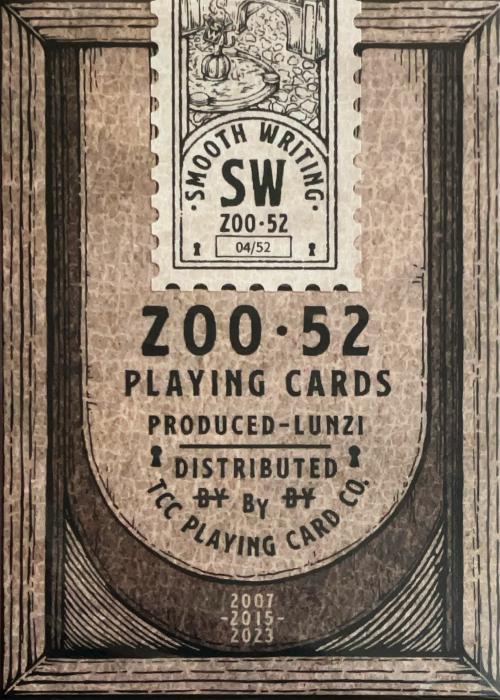 ·SMOOTH WRITING·
SW
ZOO·52
04/52
ZOO·52
PLAYING CARDS
PRODUCED-LUNZI
DISTRIBUTED
BY By BY
TCC PLAYING CARD CO.
2007
-2015-
2023